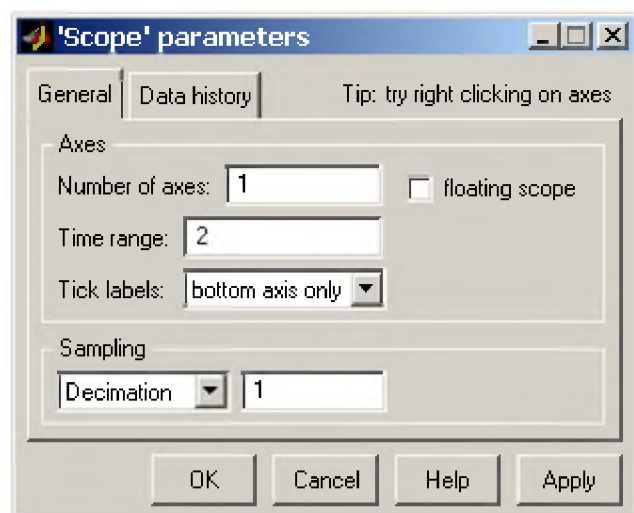 'Scope' parameters
General Data history Tip: try right clicking on axes
Axes
Number of axes: 1 floating scope
Time range: 2
Tick labels: bottom axis only
Sampling
Decimation 1
OK Cancel Help Apply